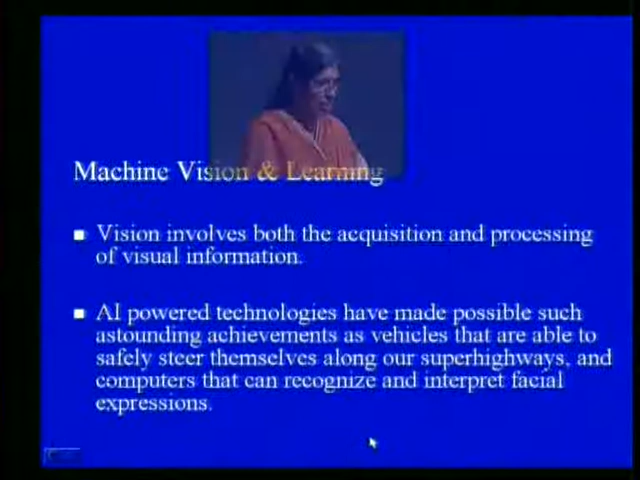 Machine Vision & Learning
Vision involves both the acquisition and processing
of visual information.
AI powered technologies have made possible such
astounding achievements as vehicles that are able to
safely steer themselves along our superhighways, and
computers that can recognize and interpret facial
expressions.